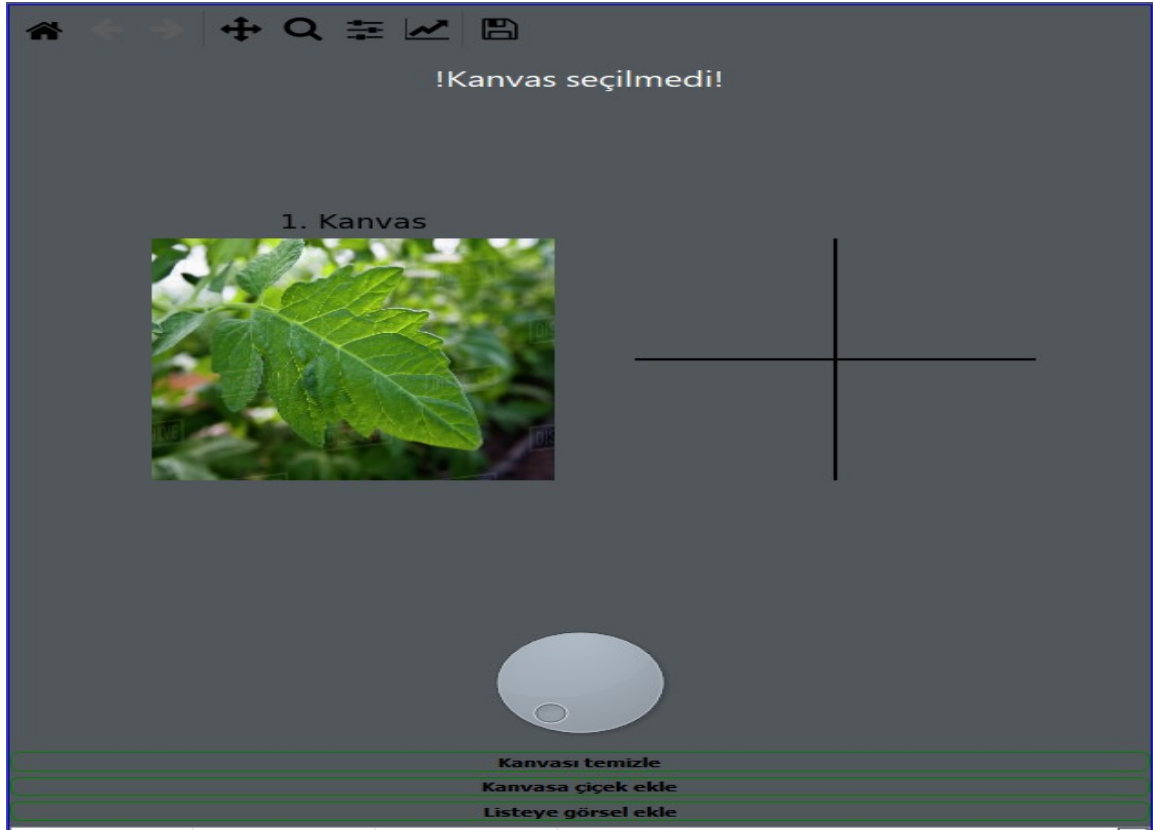 !Kanvas seçilmedi!
1. Kanvas
Kanvası temizle
Kanvasa çiçek ekle
Listeye görsel ekle